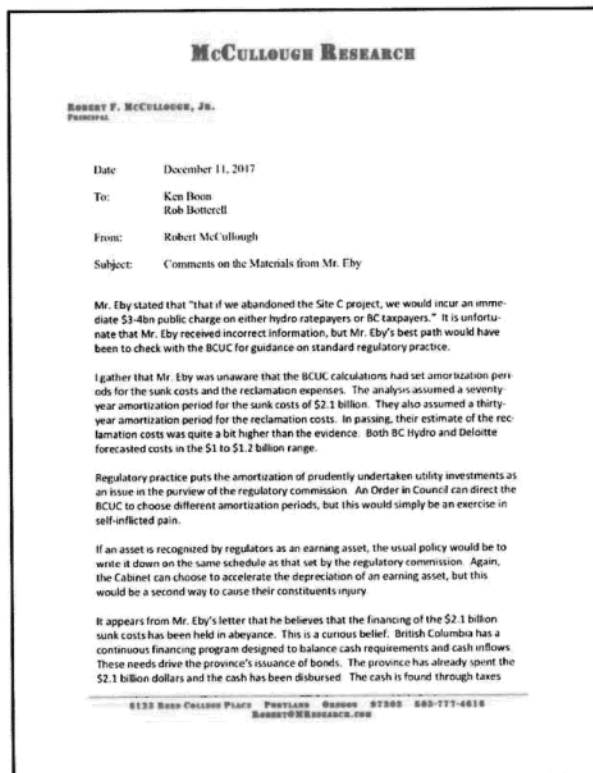 McCullough Research
Robert F. McCullough, Jr.
Principal
Date December 11, 2017
To: Ken Boon
Rob Botterell
From: Robert McCullough
Subject: Comments on the Materials from Mr. Eby
Mr. Eby stated that "that if we abandoned the Site C project, we would incur an imme-
diate $3-4bn public charge on either hydro ratepayers or BC taxpayers." It is unfortu-
nate that Mr. Eby received incorrect information, but Mr. Eby's best path would have
been to check with the BCUC for guidance on standard regulatory practice.
I gather that Mr. Eby was unaware that the BCUC calculations had set amortization peri-
ods for the sunk costs and the reclamation expenses. The analysis assumed a seventy-
year amortization period for the sunk costs of $2.1 billion. They also assumed a thirty-
year amortization period for the reclamation costs. In passing, their estimate of the rec-
lamation costs was quite a bit higher than the evidence. Both BC Hydro and Deloitte
forecasted costs in the $1 to $1.2 billion range.
Regulatory practice puts the amortization of prudently undertaken utility investments as
an issue in the purview of the regulatory commission. An Order in Council can direct the
BCUC to choose different amortization periods, but this would simply be an exercise in
self-inflicted pain.
If an asset is recognized by regulators as an earning asset, the usual policy would be to
write it down on the same schedule as that set by the regulatory commission. Again,
the Cabinet can choose to accelerate the depreciation of an earning asset, but this
would be a second way to cause their constituents injury
It appears from Mr. Eby's letter that he believes that the financing of the $2.1 billion
sunk costs has been held in abeyance. This is a curious belief. British Columbia has a
continuous financing program designed to balance cash requirements and cash inflows
These needs drive the province's issuance of bonds. The province has already spent the
$2.1 billion dollars and the cash has been disbursed The cash is found through taxes
6123 Reed College Place Portland Oregon 97202 503-777-4616
Robert@MResearch.com